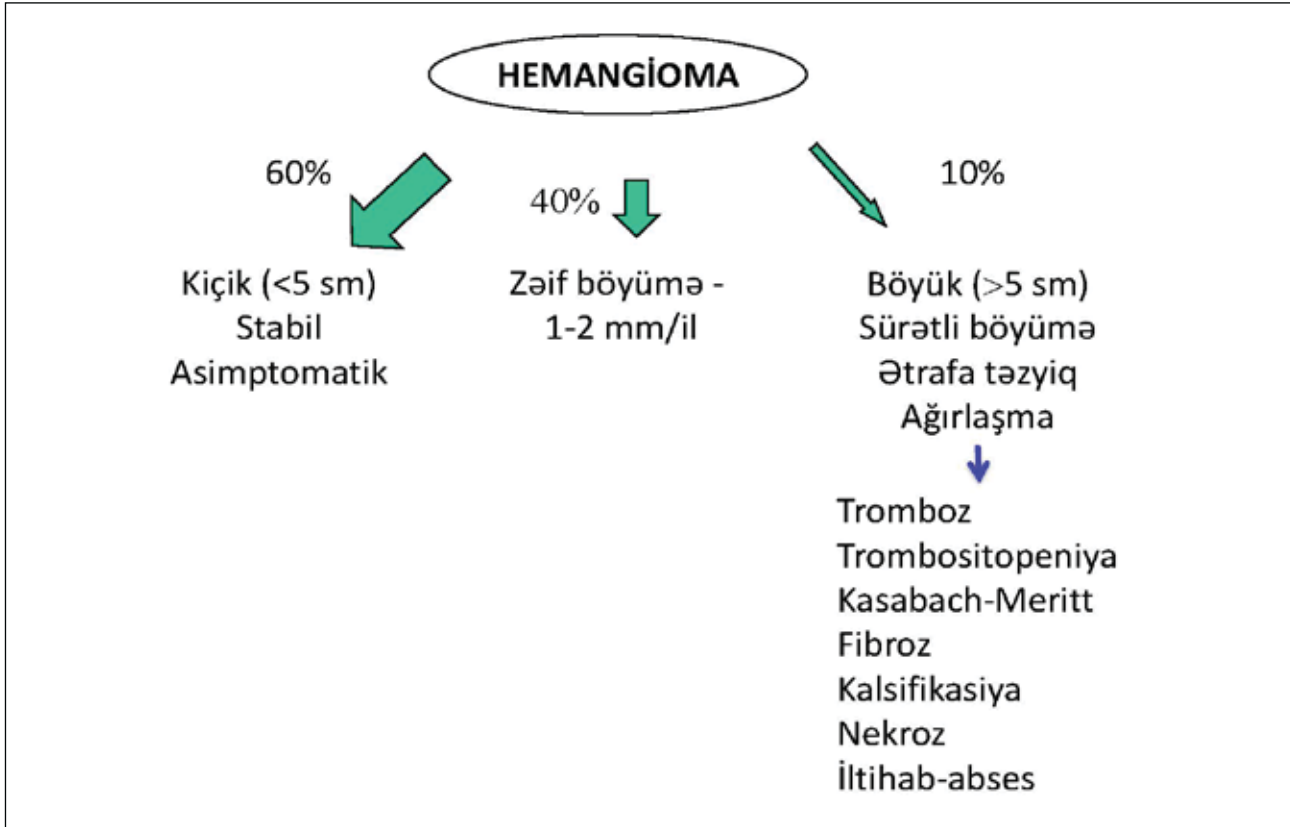 HEMANGİOMA
60%
40%
10%
Kiçik (<5 sm)
Stabil
Asimptomatik
Zəif böyümə -
1-2 mm/il
Böyük (>5 sm)
Sürətli böyümə
Ətrafa təzyiq
Ağırlaşma
Tromboz
Trombositopeniya
Kasabach-Meritt
Fibroz
Kalsifikasiya
Nekroz
İltihab-abses